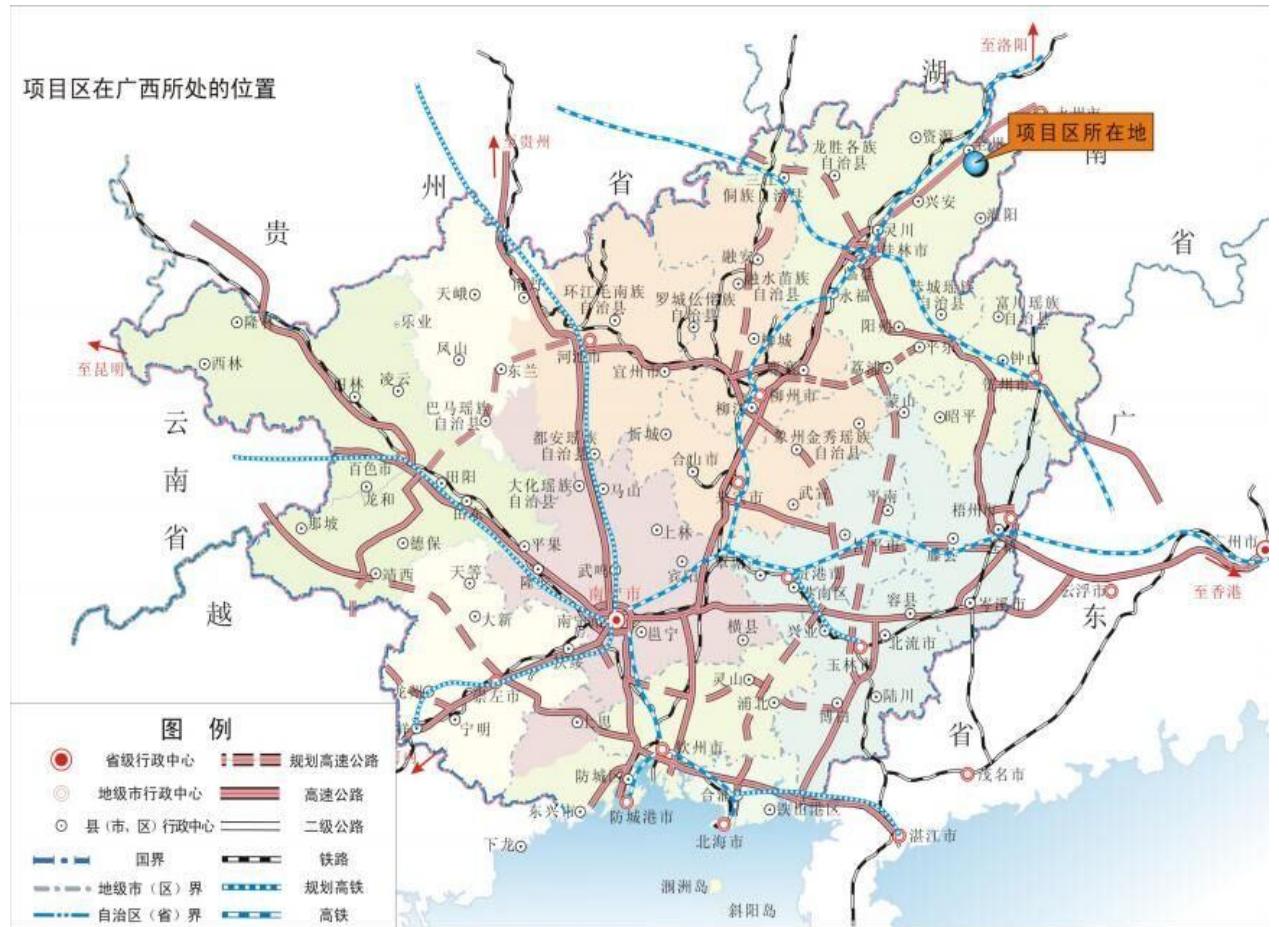 项目区在广西所处的位置
至洛阳
湖
项目区所在地
南
资源
龙胜各族
自治县
侗族自治县
兴安
灌阳
省
灵川
桂林市
至贵州
州
省
贵
融安
融水苗族
自治县
永福
恭城瑶族
自治县
富川瑶族
自治县
天峨
环江毛南族
自治县
罗城仫佬族
自治县
乐业
阳朔
柳城
平乐
钟山
凤山
河池市
东兰
宜州市
荔浦
贺州市
至昆明
西林
凌云
田林
巴马瑶族
自治县
柳州市
蒙山
昭平
广
云
南
省
都安瑶族
自治县
忻城
象州金秀瑶族
自治县
合山市
百色市
田阳
龙和
大化瑶族
自治县
马山
武宣
平南
梧州市
那坡
德保
平果
上林
藤县
广州市
靖西
天等
武鸣
贵港市
至香港
越
大新
邕宁
横县
容县
岑溪市
云浮市
东
兴业
北流市
玉林市
灵山
浦北
陆川
博白
崇左市
宁明
上思
省
钦州市
防城区
东兴市
防城港市
合浦
铁山港区
北海市
茂名市
湛江市
下龙
涠洲岛
斜阳岛
图 例
省级行政中心
规划高速公路
地级市行政中心
高速公路
县（市、区）行政中心
二级公路
国界
铁路
地级市（区）界
规划高铁
自治区（省）界
高铁